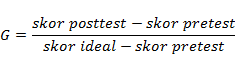 G = skor posttest − skor pretest
skor ideal − skor pretest